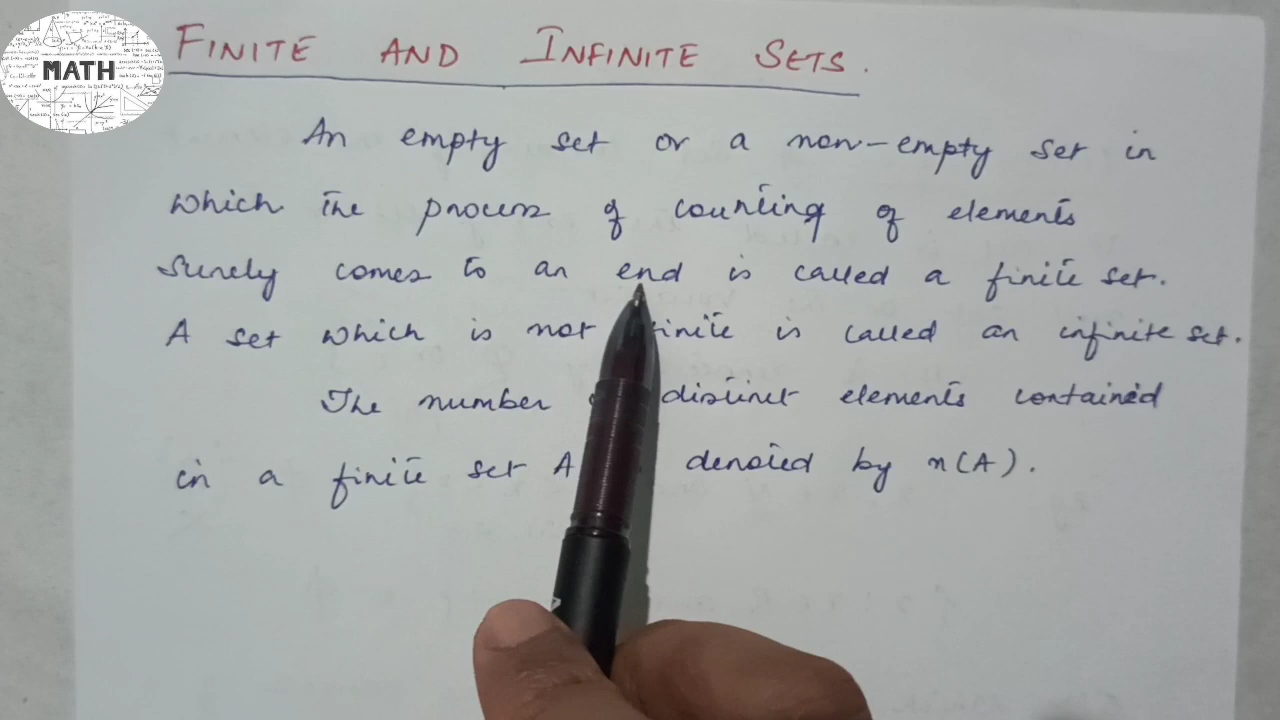 MATH
FINITE AND INFINITE SETS.
An empty set or a non-empty set in
which the process of counting of elements
surely comes to an end is called a finite set.
A set which is not finite is called an infinite set.
The number distinct elements contained
in a finite set A denoted by n(A).